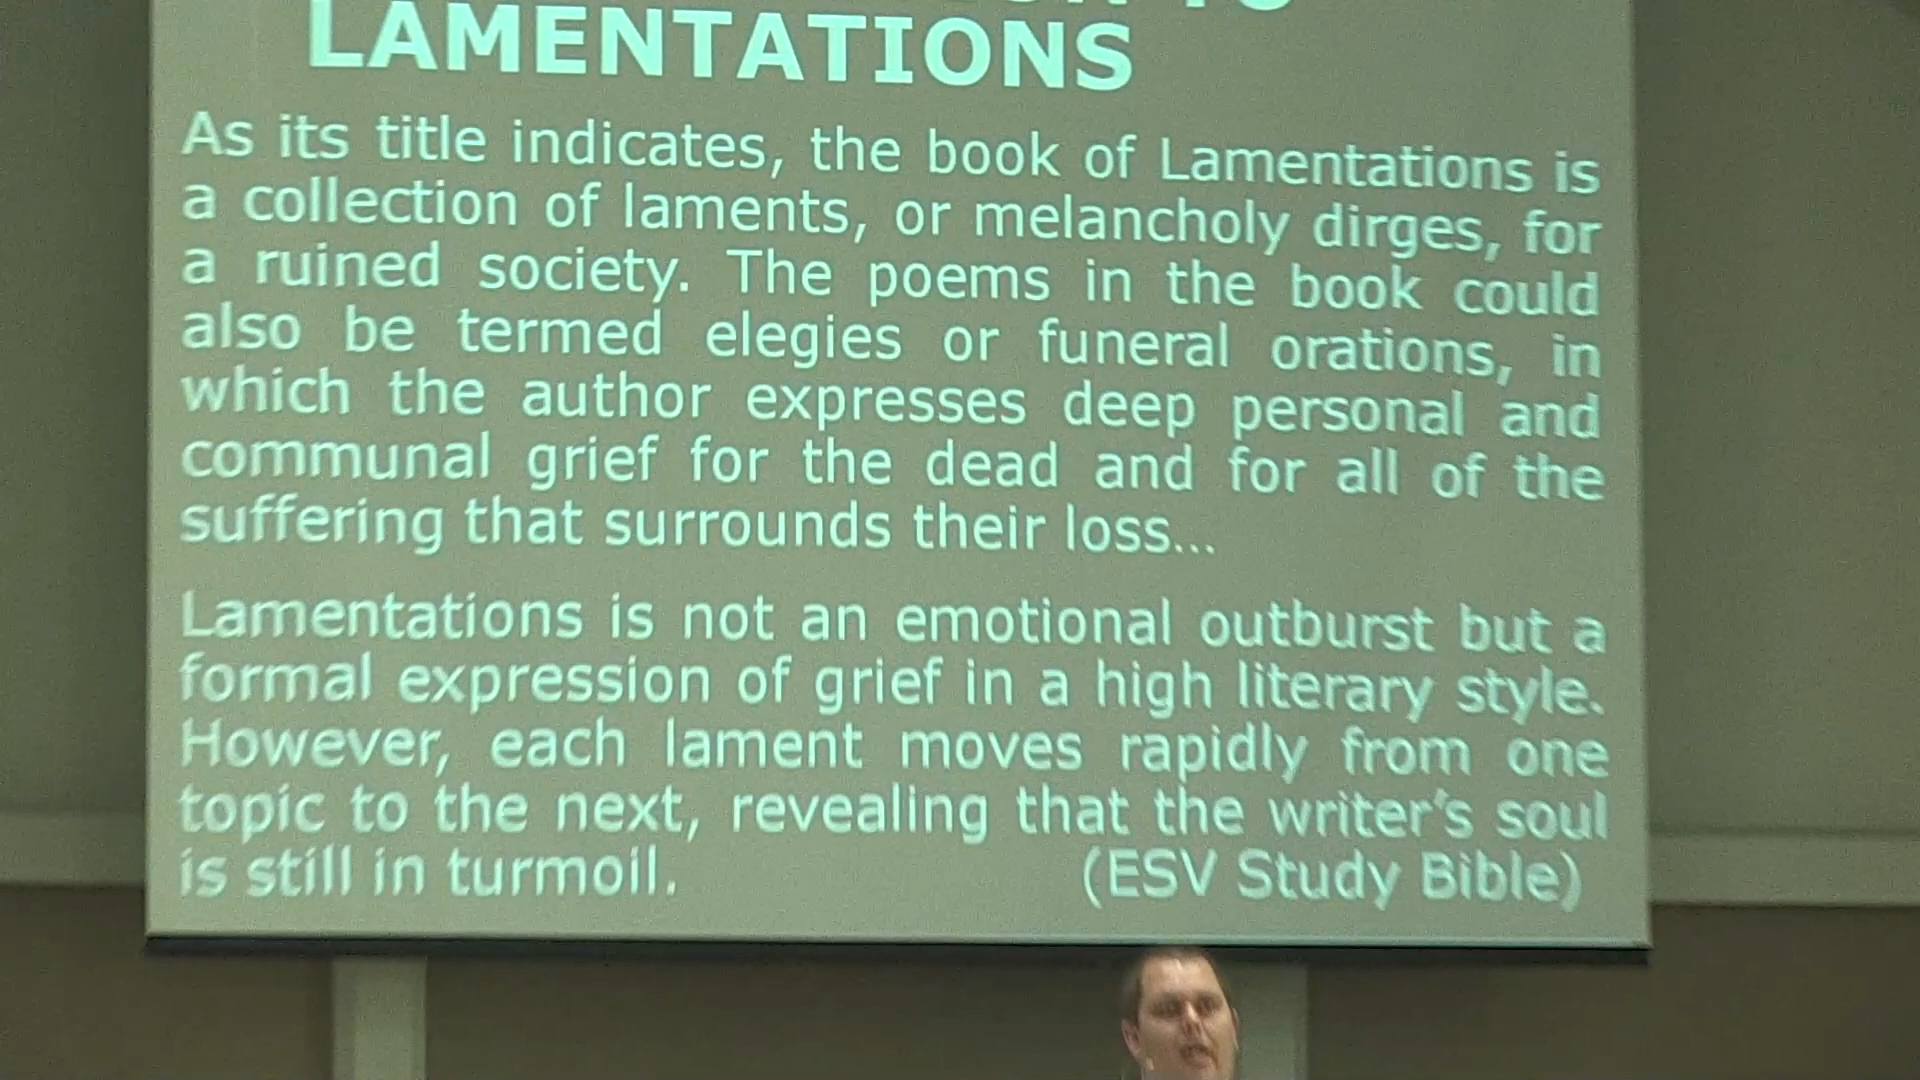 TO
LAMENTATIONS
As its title indicates, the book of Lamentations is
a collection of laments, or melancholy dirges, for
a ruined society. The poems in the book could
also be termed elegies or funeral orations, in
which the author expresses deep personal and
communal grief for the dead and for all of the
suffering that surrounds their loss...
Lamentations is not an emotional outburst but a
formal expression of grief in a high literary style.
However, each lament moves rapidly from one
topic to the next, revealing that the writer's soul
is still in turmoil. (ESV Study Bible)